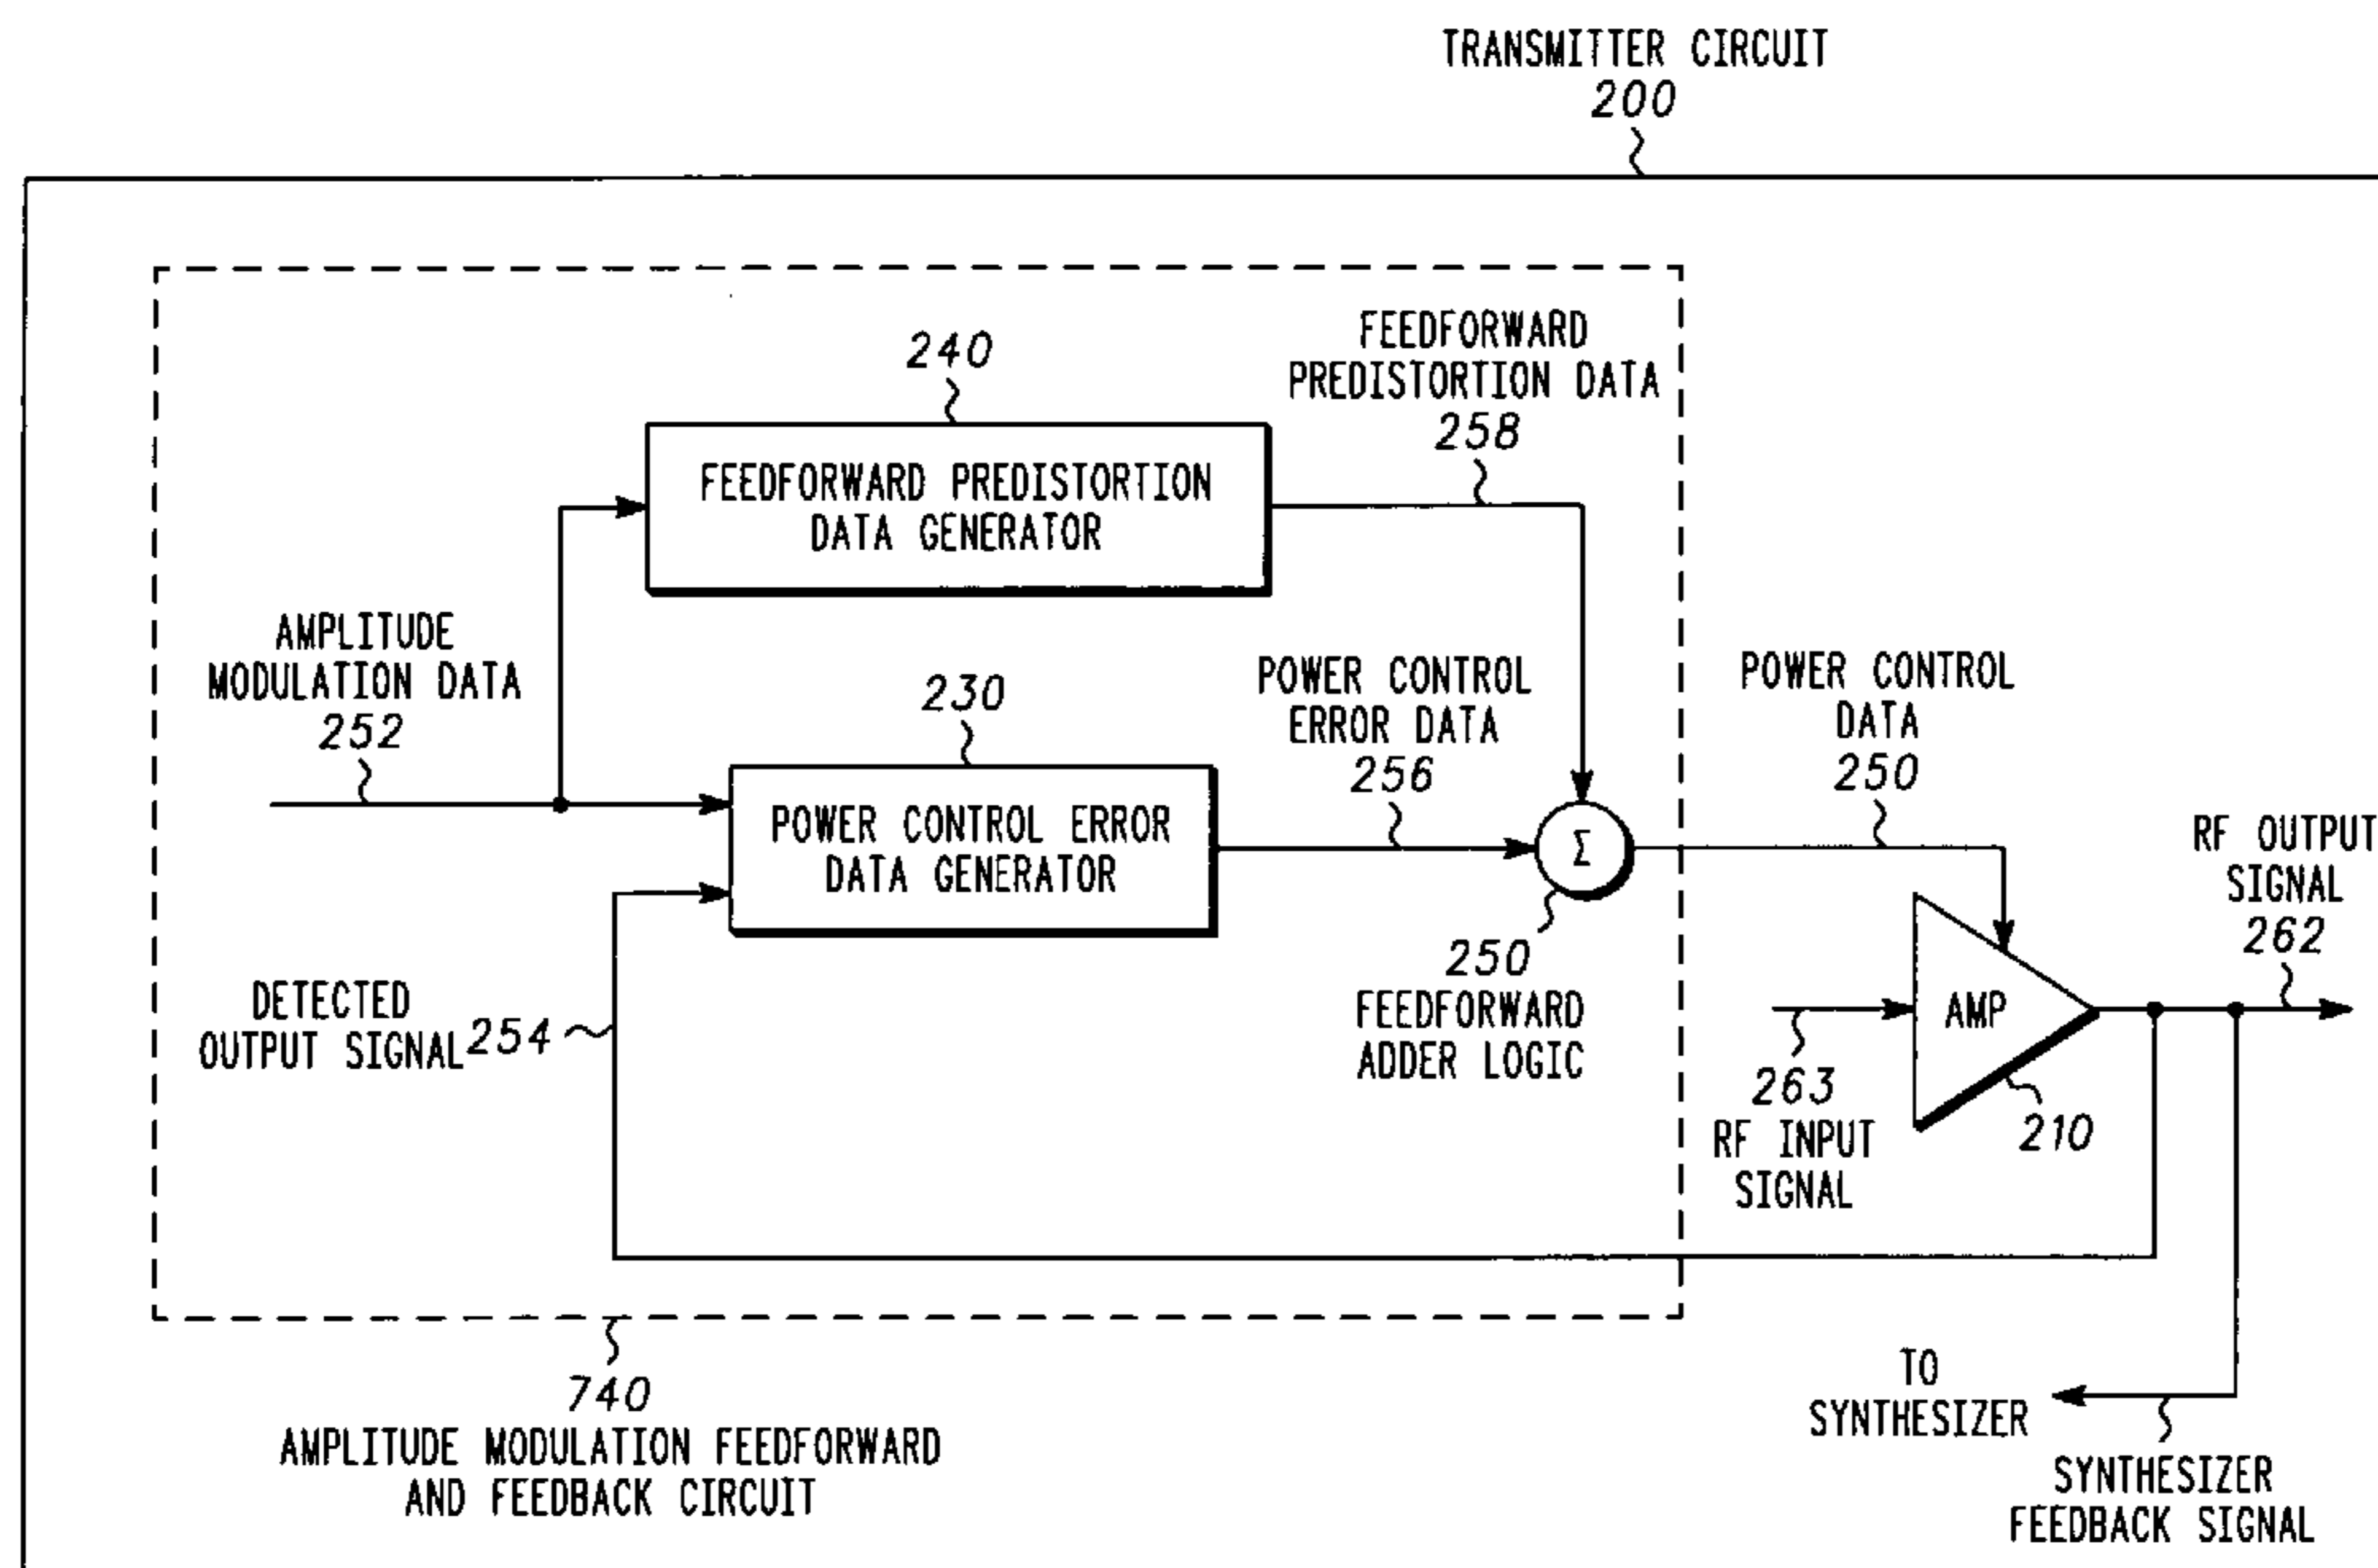 TRANSMITTER CIRCUIT
200
240
FEEDFORWARD
PREDISTORTION DATA
258
FEEDFORWARD PREDISTORTION
DATA GENERATOR
AMPLITUDE
MODULATION DATA
252
230
POWER CONTROL
ERROR DATA
256
POWER CONTROL
DATA
250
POWER CONTROL ERROR
DATA GENERATOR
Σ
RF OUTPUT
SIGNAL
262
250
FEEDFORWARD
ADDER LOGIC
DETECTED
OUTPUT SIGNAL 254
AMP
263
RF INPUT
SIGNAL
210
740
AMPLITUDE MODULATION FEEDFORWARD
AND FEEDBACK CIRCUIT
TO
SYNTHESIZER
SYNTHESIZER
FEEDBACK SIGNAL